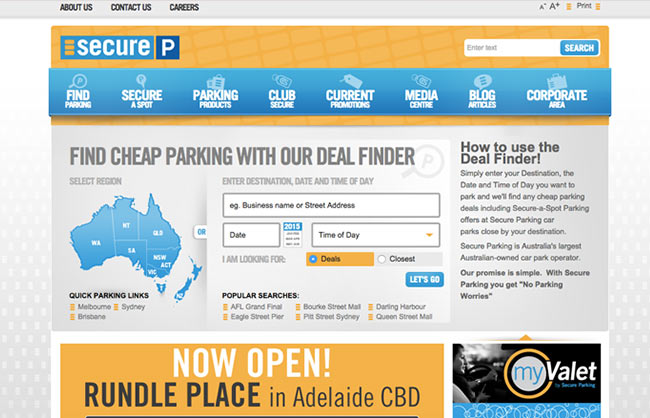 ABOUT US CONTACT US CAREERS
A- A+ Print
secure P
Enter text SEARCH
FIND PARKING
SECURE A SPOT
PARKING PRODUCTS
CLUB SECURE
CURRENT PROMOTIONS
MEDIA CENTRE
BLOG ARTICLES
CORPORATE AREA
FIND CHEAP PARKING WITH OUR DEAL FINDER
SELECT REGION
WA
NT
QLD
SA
NSW
ACT
VIC
OR
QUICK PARKING LINKS
Melbourne Sydney
Brisbane
ENTER DESTINATION, DATE AND TIME OF DAY
eg. Business name or Street Address
Date 2015 Time of Day
I AM LOOKING FOR: Deals Closest
LET'S GO
POPULAR SEARCHES:
AFL Grand Final Bourke Street Mall Darling Harbour
Eagle Street Pier Pitt Street Sydney Queen Street Mall
How to use the
Deal Finder!
Simply enter your Destination, the
Date and Time of Day you want to
park and we'll find any cheap parking
deals including Secure-a-Spot Parking
offers at Secure Parking car
parks close by your destination.
Secure Parking is Australia's largest
Australian-owned car park operator.
Our promise is simple. With Secure
Parking you get "No Parking
Worries"
NOW OPEN!
RUNDLE PLACE in Adelaide CBD
myValet
by Secure Parking